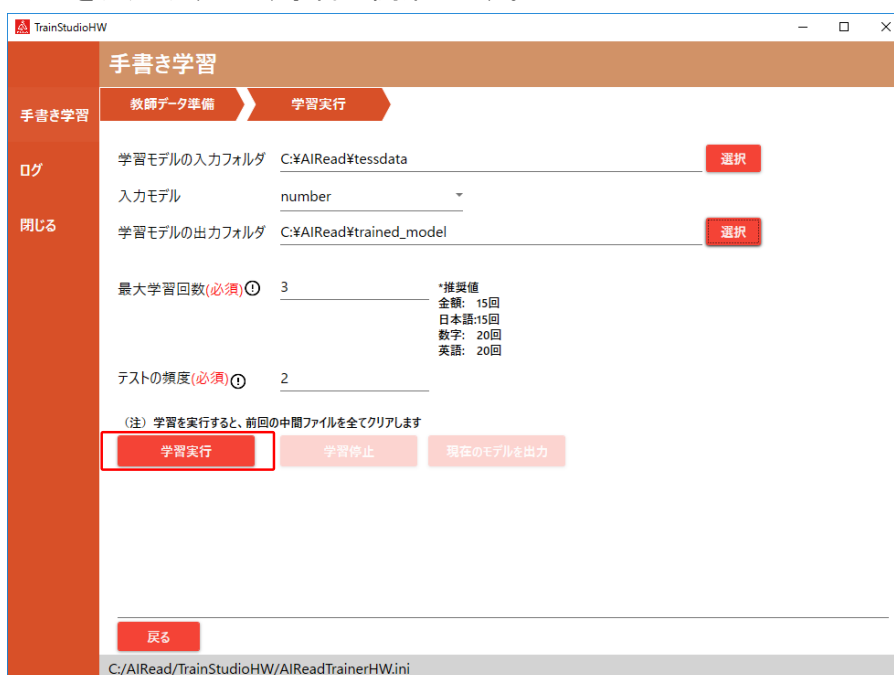 TrainStudioHW
手書き学習
手書き学習
ログ
閉じる
教師データ準備
学習実行
学習モデルの入力フォルダ C:¥AIRead¥tessdata 選択
入力モデル number
学習モデルの出力フォルダ C:¥AIRead¥trained_model 選択
最大学習回数(必須) 3
*推奨値
金額: 15回
日本語:15回
数字: 20回
英語: 20回
テストの頻度(必須) 2
（注）学習を実行すると、前回の中間ファイルを全てクリアします
学習実行 学習停止 現在のモデルを出力
戻る
C:/AIRead/TrainStudioHW/AIReadTrainerHW.ini